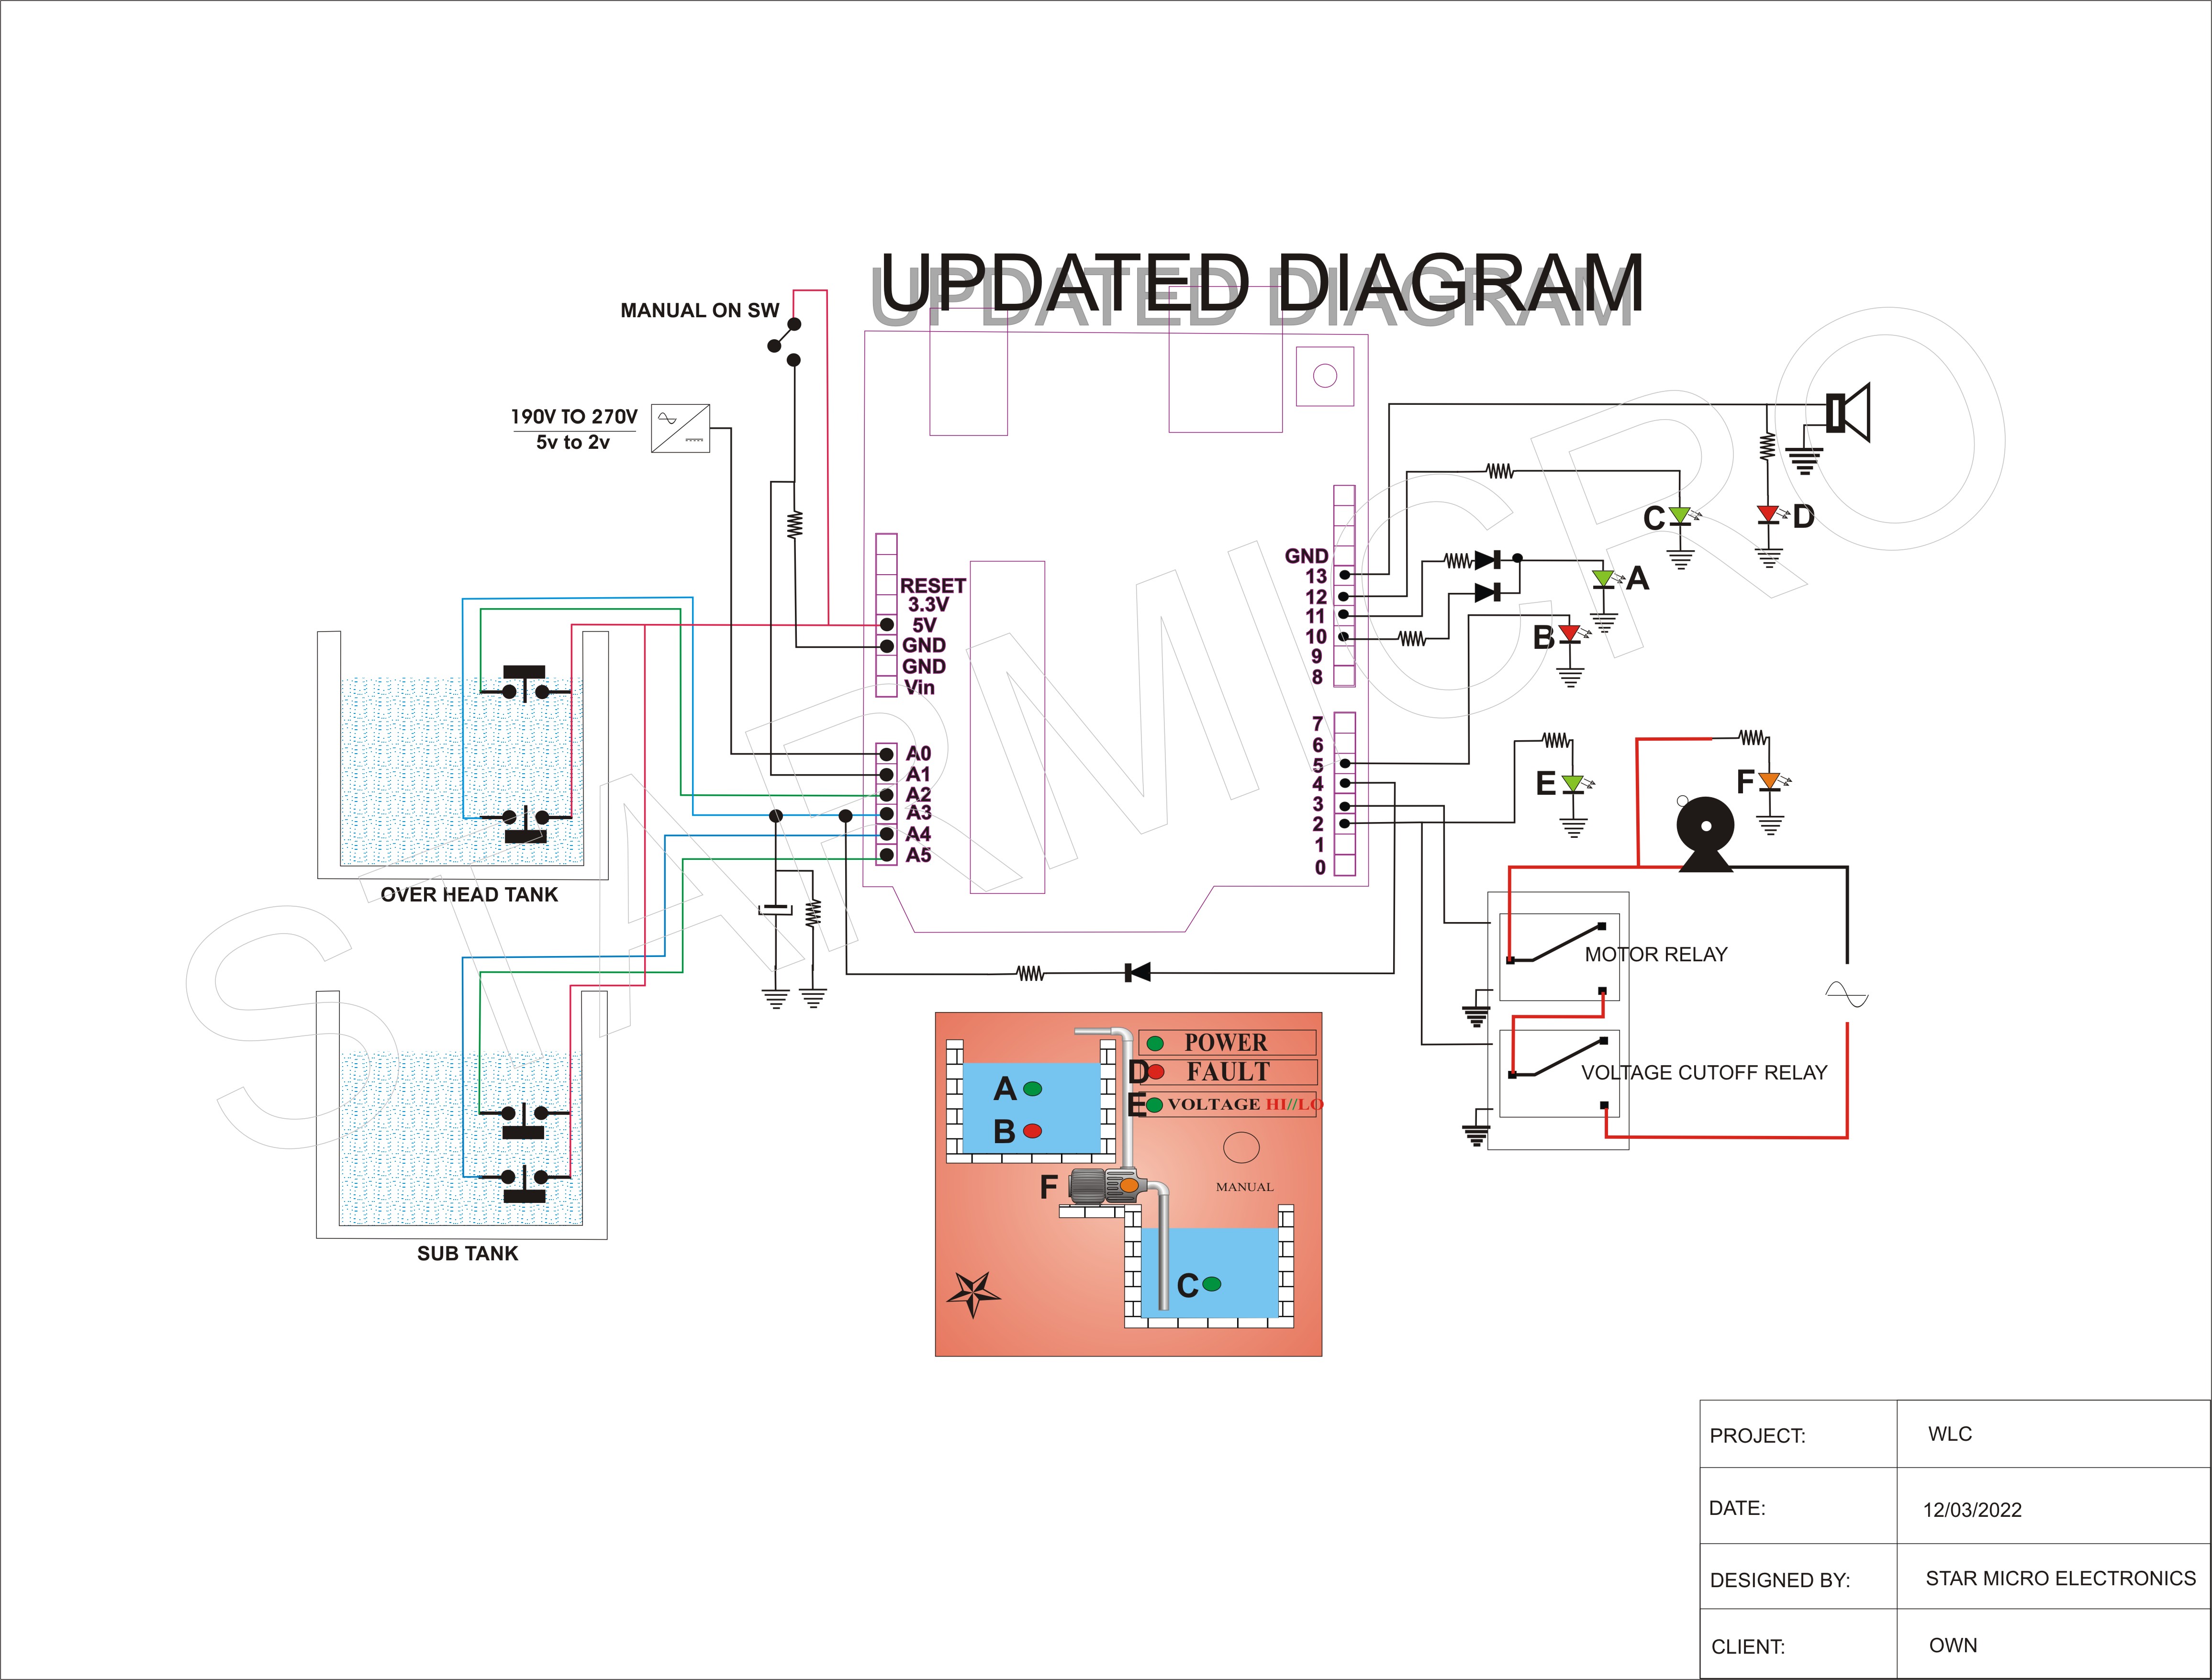 UPDATED DIAGRAM
MANUAL ON SW
190V TO 270V
5v to 2v
RESET
3.3V
5V
GND
GND
Vin
A0
A1
A2
A3
A4
A5
GND
13
12
11
10
9
8
7
6
5
4
3
2
1
0
C
D
A
B
E
F
OVER HEAD TANK
SUB TANK
MOTOR RELAY
VOLTAGE CUTOFF RELAY
POWER
D FAULT
E VOLTAGE HI//LO
A
B
F
MANUAL
C
STARMICRO
PROJECT: WLC
DATE: 12/03/2022
DESIGNED BY: STAR MICRO ELECTRONICS
CLIENT: OWN